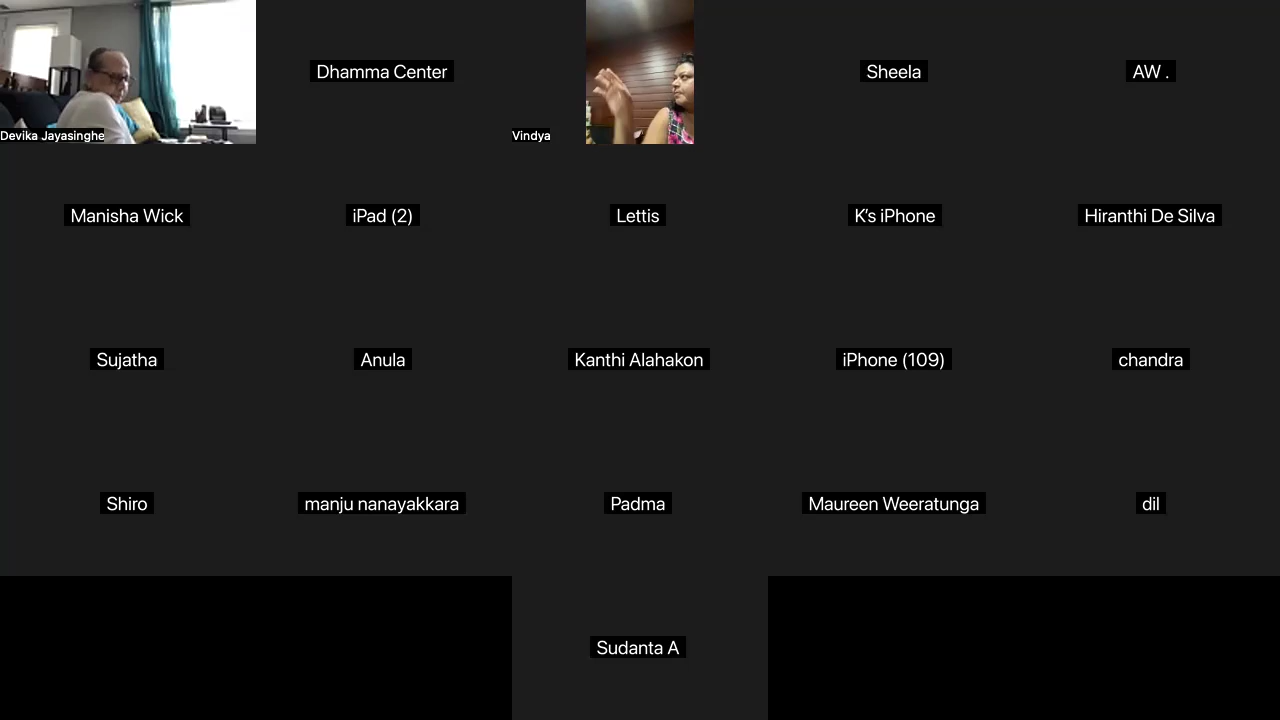 Devika Jayasinghe
Dhamma Center
Vindya
Sheela
AW .
Manisha Wick
iPad (2)
Lettis
K's iPhone
Hiranthi De Silva
Sujatha
Anula
Kanthi Alahakon
iPhone (109)
chandra
Shiro
manju nanayakkara
Padma
Maureen Weeratunga
dil
Sudanta A